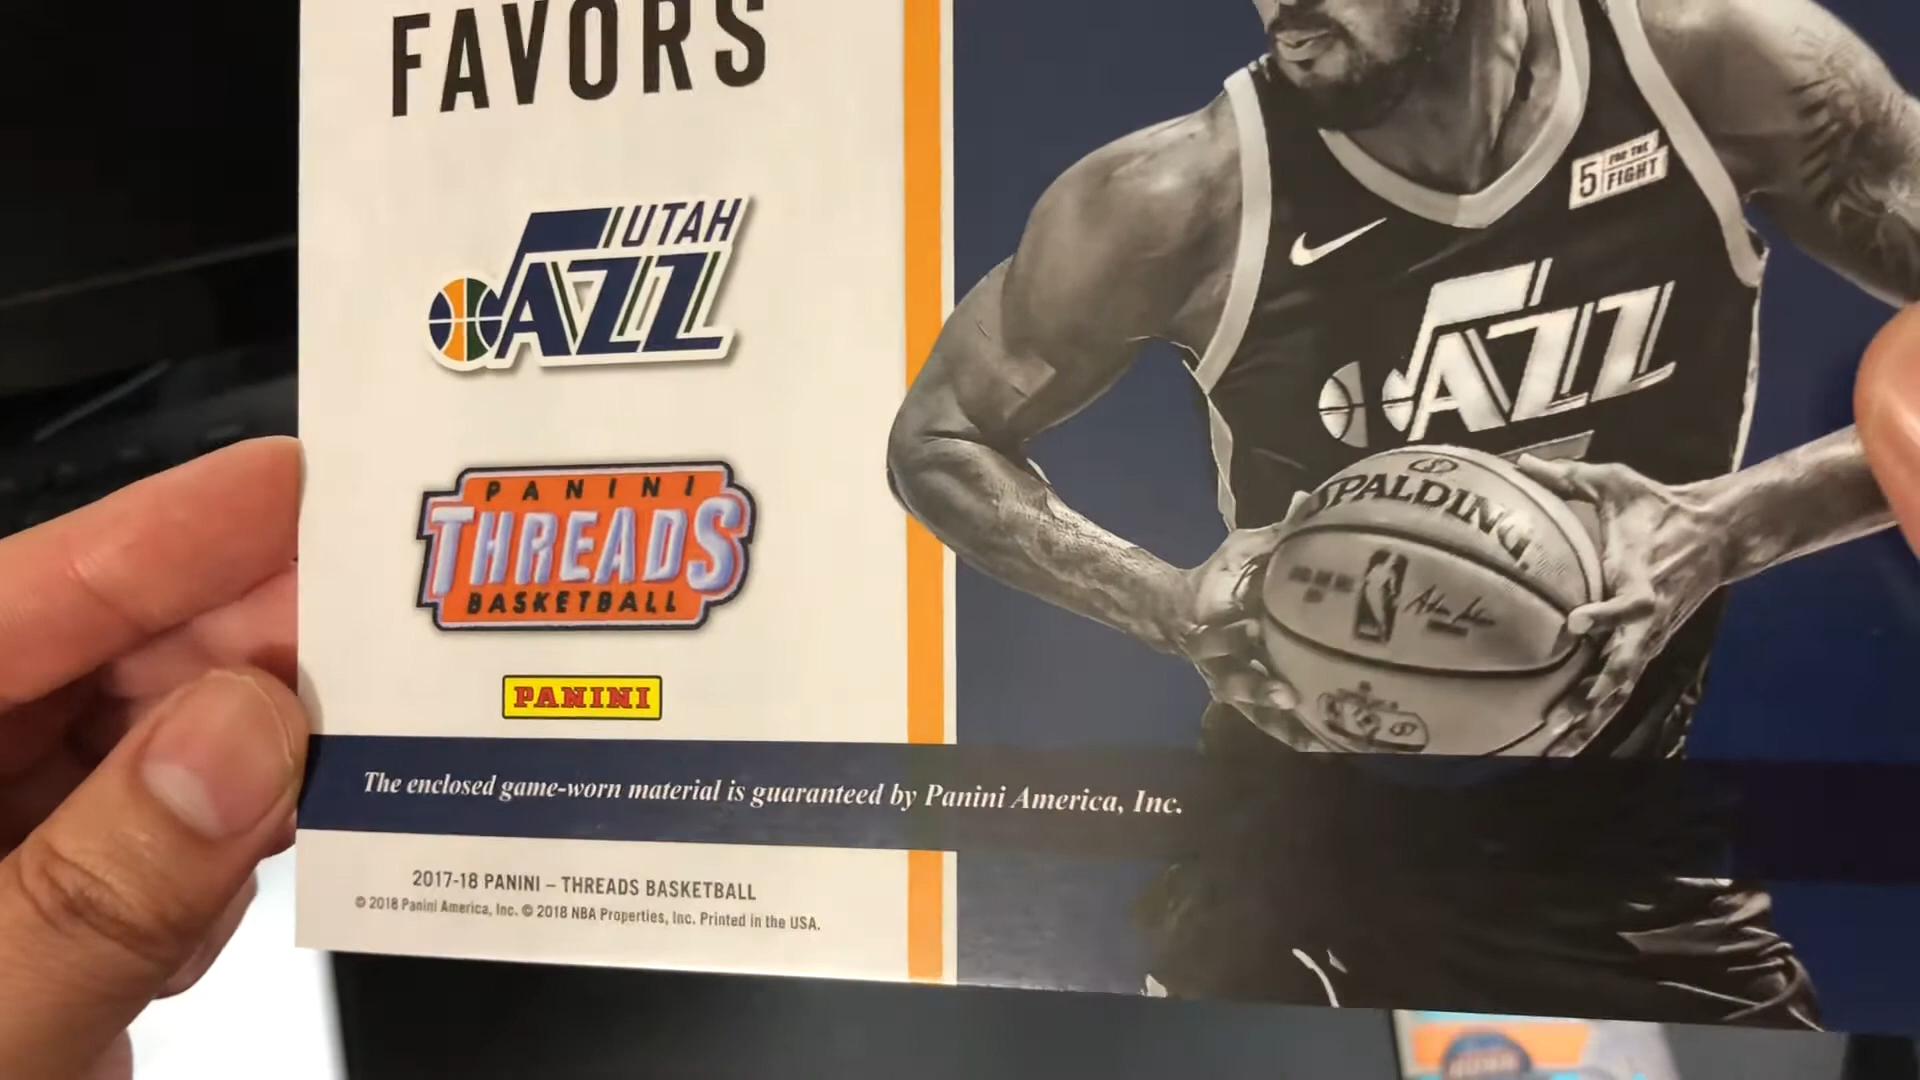 FAVORS
UTAH
JAZZ
PANINI
THREADS
BASKETBALL
PANINI
The enclosed game-worn material is guaranteed by Panini America, Inc.
2017-18 PANINI – THREADS BASKETBALL
© 2018 Panini America, Inc. © 2018 NBA Properties, Inc. Printed in the USA.
5 FOR THE
FIGHT
JAZZ
SPALDING